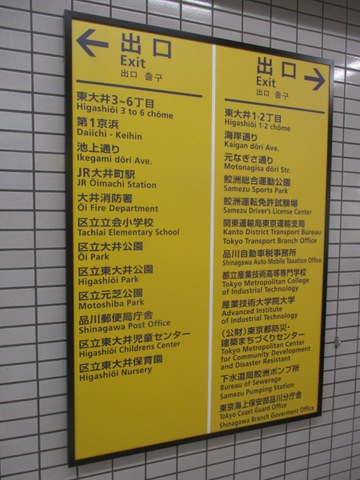 出口
Exit
出口 출구
東大井3~6丁目
Higashiōi 3 to 6 chōme
第1京浜
Daiichi - Keihin
池上通り
Ikegami dōri Ave.
JR大井町駅
JR Ōimachi Station
大井消防署
Ōi Fire Department
区立立会小学校
Tachiai Elementary School
区立大井公園
Ōi Park
区立東大井公園
Higashiōi Park
区立元芝公園
Motoshiba Park
品川郵便局庁舎
Shinagawa Post Office
区立東大井児童センター
Higashiōi Childrens Center
区立東大井保育園
Higashiōi Nursery
出口
Exit
出口 출구
東大井1·2丁目
Higashiōi 1·2 chōme
海岸通り
Kaigan dōri Ave.
元なぎさ通り
Motonagisa dōri Str.
鮫洲総合運動公園
Samezu Sports Park
鮫洲運転免許試験場
Samezu Driver's License Center
関東運輸局東京運輸支局
Kanto District Transport Bureau
Tokyo Transport Branch Office
品川自動車税事務所
Shinagawa Auto Mobile Taxation Office
都立産業技術高等専門学校
Tokyo Metropolitan College
of Industrial Technology
産業技術大学院大学
Advanced Institute
of Industrial Technology
(公財)東京都防災・
建築まちづくりセンター
Tokyo Metropolitan Center
for Community Development
and Disaster Resistant
下水道局鮫洲ポンプ所
Bureau of Sewerage
Samezu Pumping Station
東京海上保安部品川分庁舎
Tokyo Coast Guard Office
Shinagawa Branch Goverment Office